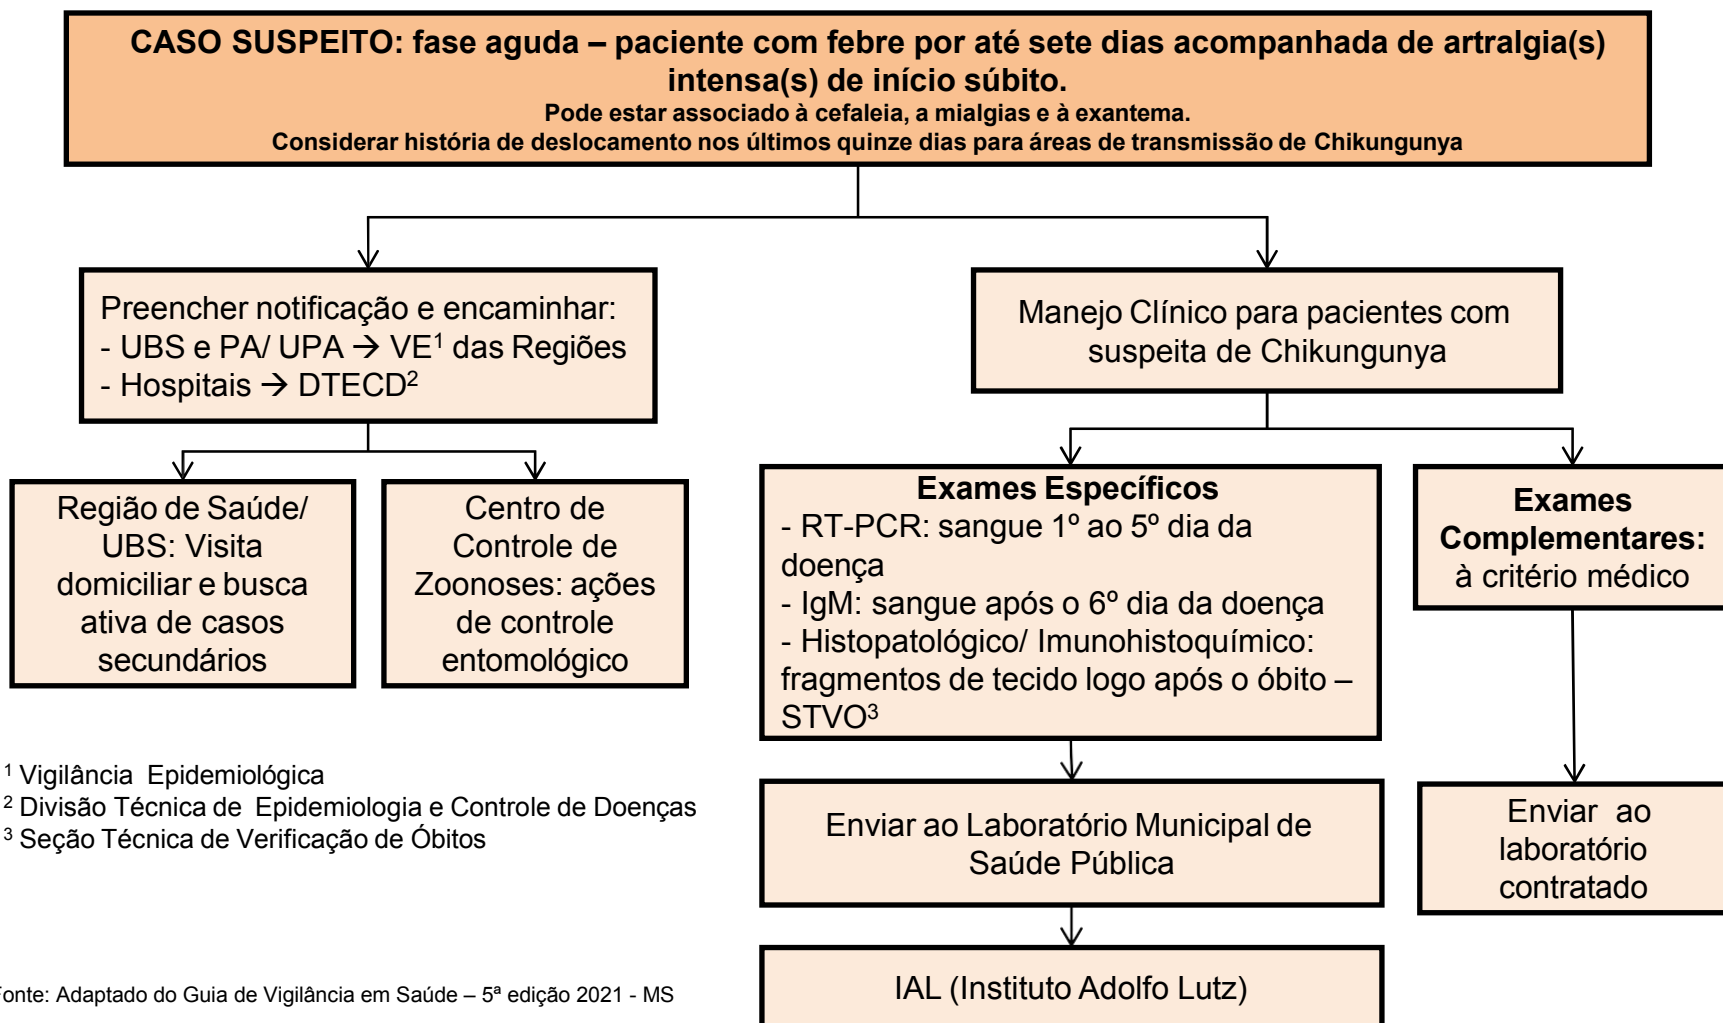 CASO SUSPEITO: fase aguda – paciente com febre por até sete dias acompanhada de artralgia(s)
intensa(s) de início súbito.
Pode estar associado à cefaleia, a mialgias e à exantema.
Considerar história de deslocamento nos últimos quinze dias para áreas de transmissão de Chikungunya
Preencher notificação e encaminhar:
- UBS e PA/ UPA → VE¹ das Regiões
- Hospitais → DTECD²
Manejo Clínico para pacientes com
suspeita de Chikungunya
Região de Saúde/
UBS: Visita
domiciliar e busca
ativa de casos
secundários
Centro de
Controle de
Zoonoses: ações
de controle
entomológico
Exames Específicos
- RT-PCR: sangue 1º ao 5º dia da
doença
- IgM: sangue após o 6º dia da doença
- Histopatológico/ Imunohistoquímico:
fragmentos de tecido logo após o óbito –
STVO³
Exames
Complementares:
à critério médico
¹ Vigilância Epidemiológica
² Divisão Técnica de Epidemiologia e Controle de Doenças
³ Seção Técnica de Verificação de Óbitos
Enviar ao Laboratório Municipal de
Saúde Pública
Enviar ao
laboratório
contratado
IAL (Instituto Adolfo Lutz)
Fonte: Adaptado do Guia de Vigilância em Saúde – 5ª edição 2021 - MS